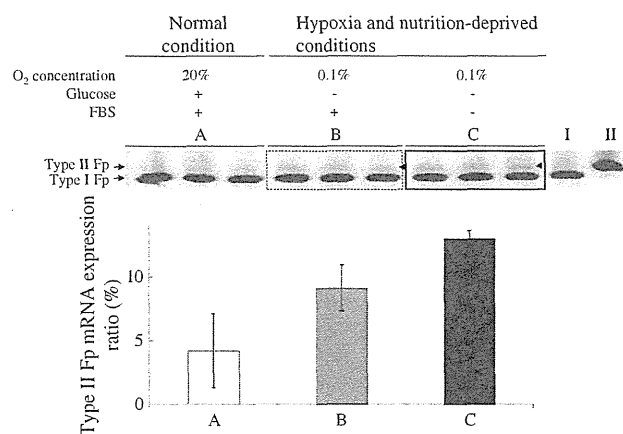 Normal condition
Hypoxia and nutrition-deprived conditions
O₂ concentration 20% 0.1% 0.1%
Glucose + - -
FBS + + -
A B C I II
Type II Fp
Type I Fp
Type II Fp mRNA expression
ratio (%)
10
5
0
A B C